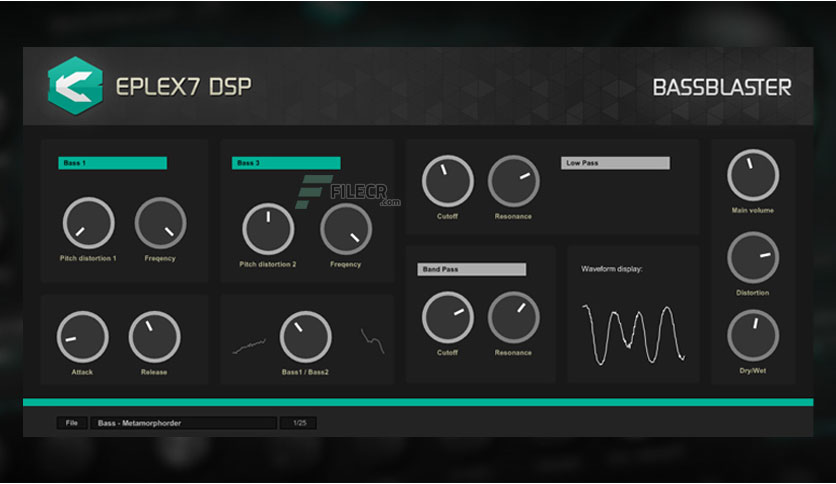 EPLEX7 DSP
BASSBLASTER
Bass 1
Bass 3
Low Pass
FILECR
.com
Cutoff
Resonance
Main volume
Pitch distortion 1
Freqency
Pitch distortion 2
Freqency
Band Pass
Waveform display:
Distortion
Cutoff
Resonance
Attack
Release
Bass1 / Bass2
Dry/Wet
File
Bass - Metamorphorder
1/25